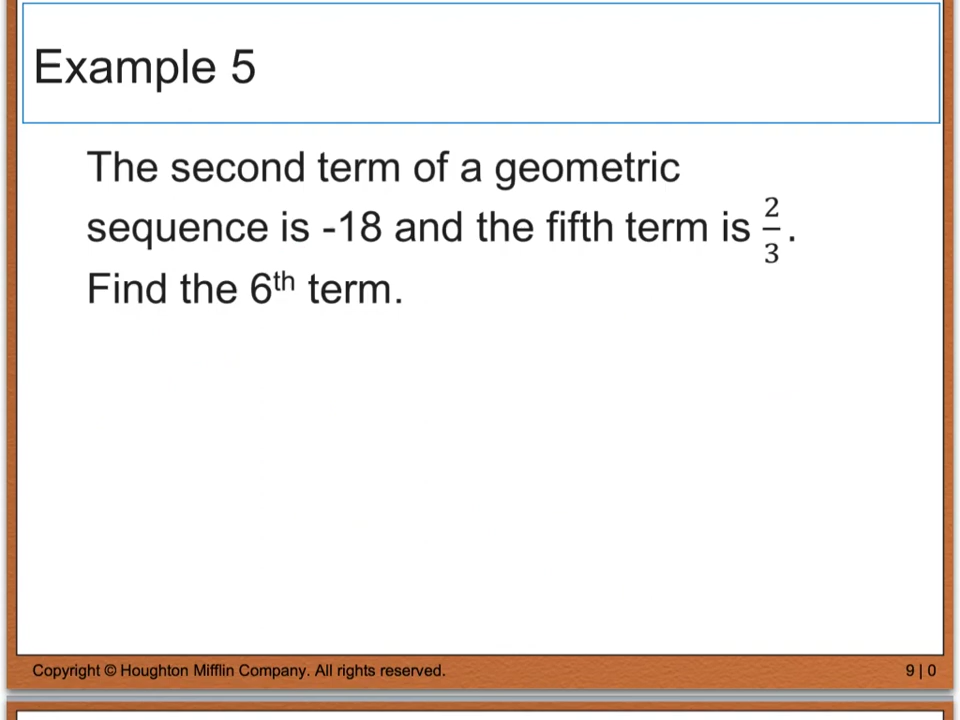 Example 5
The second term of a geometric
sequence is -18 and the fifth term is 2/3.
Find the 6th term.
Copyright © Houghton Mifflin Company. All rights reserved.
9 | 0